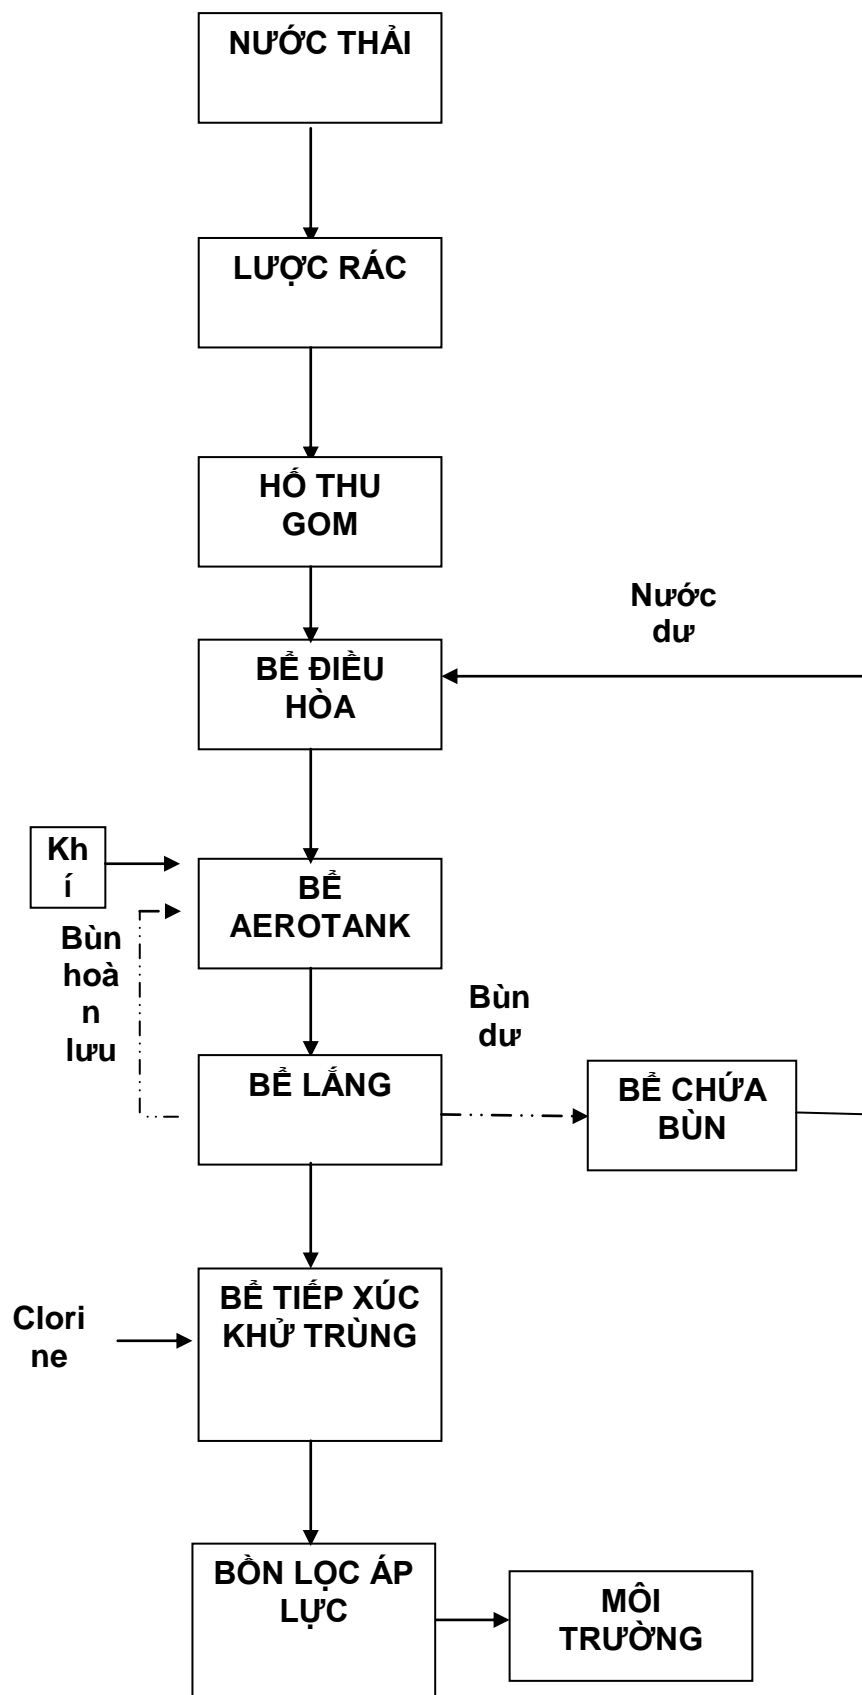 NƯỚC THẢI
LƯỢC RÁC
HỐ THU
GOM
Nước
dư
BỂ ĐIỀU
HÒA
Kh
í
BỂ
AEROTANK
Bùn
hoà
n
lưu
Bùn
dư
BỂ LẮNG
BỂ CHỨA
BÙN
BỂ TIẾP XÚC
KHỬ TRÙNG
Clori
ne
BỒN LỌC ÁP
LỰC
MÔI
TRƯỜNG